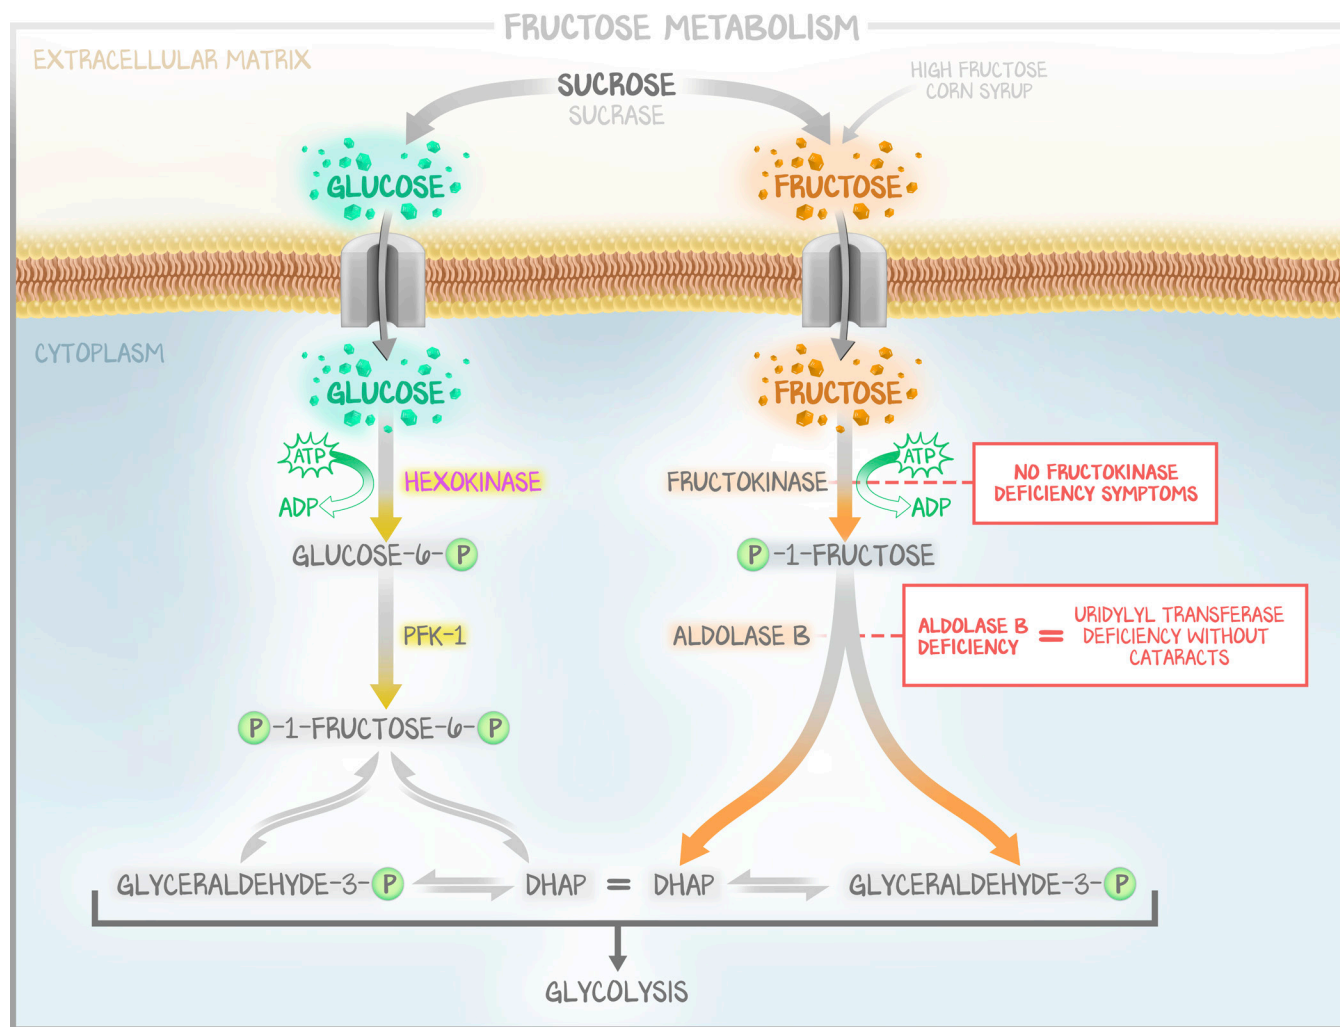 FRUCTOSE METABOLISM
EXTRACELLULAR MATRIX
SUCROSE
SUCRASE
HIGH FRUCTOSE
CORN SYRUP
GLUCOSE
FRUCTOSE
CYTOPLASM
GLUCOSE
FRUCTOSE
ATP
HEXOKINASE
ADP
FRUCTOKINASE
ATP
ADP
NO FRUCTOKINASE
DEFICIENCY SYMPTOMS
GLUCOSE-6-P
P-1-FRUCTOSE
PFK-1
ALDOLASE B
ALDOLASE B
DEFICIENCY
=
URIDYLYL TRANSFERASE
DEFICIENCY WITHOUT
CATARACTS
P-1-FRUCTOSE-6-P
GLYCERALDEHYDE-3-P
DHAP = DHAP
GLYCERALDEHYDE-3-P
GLYCOLYSIS